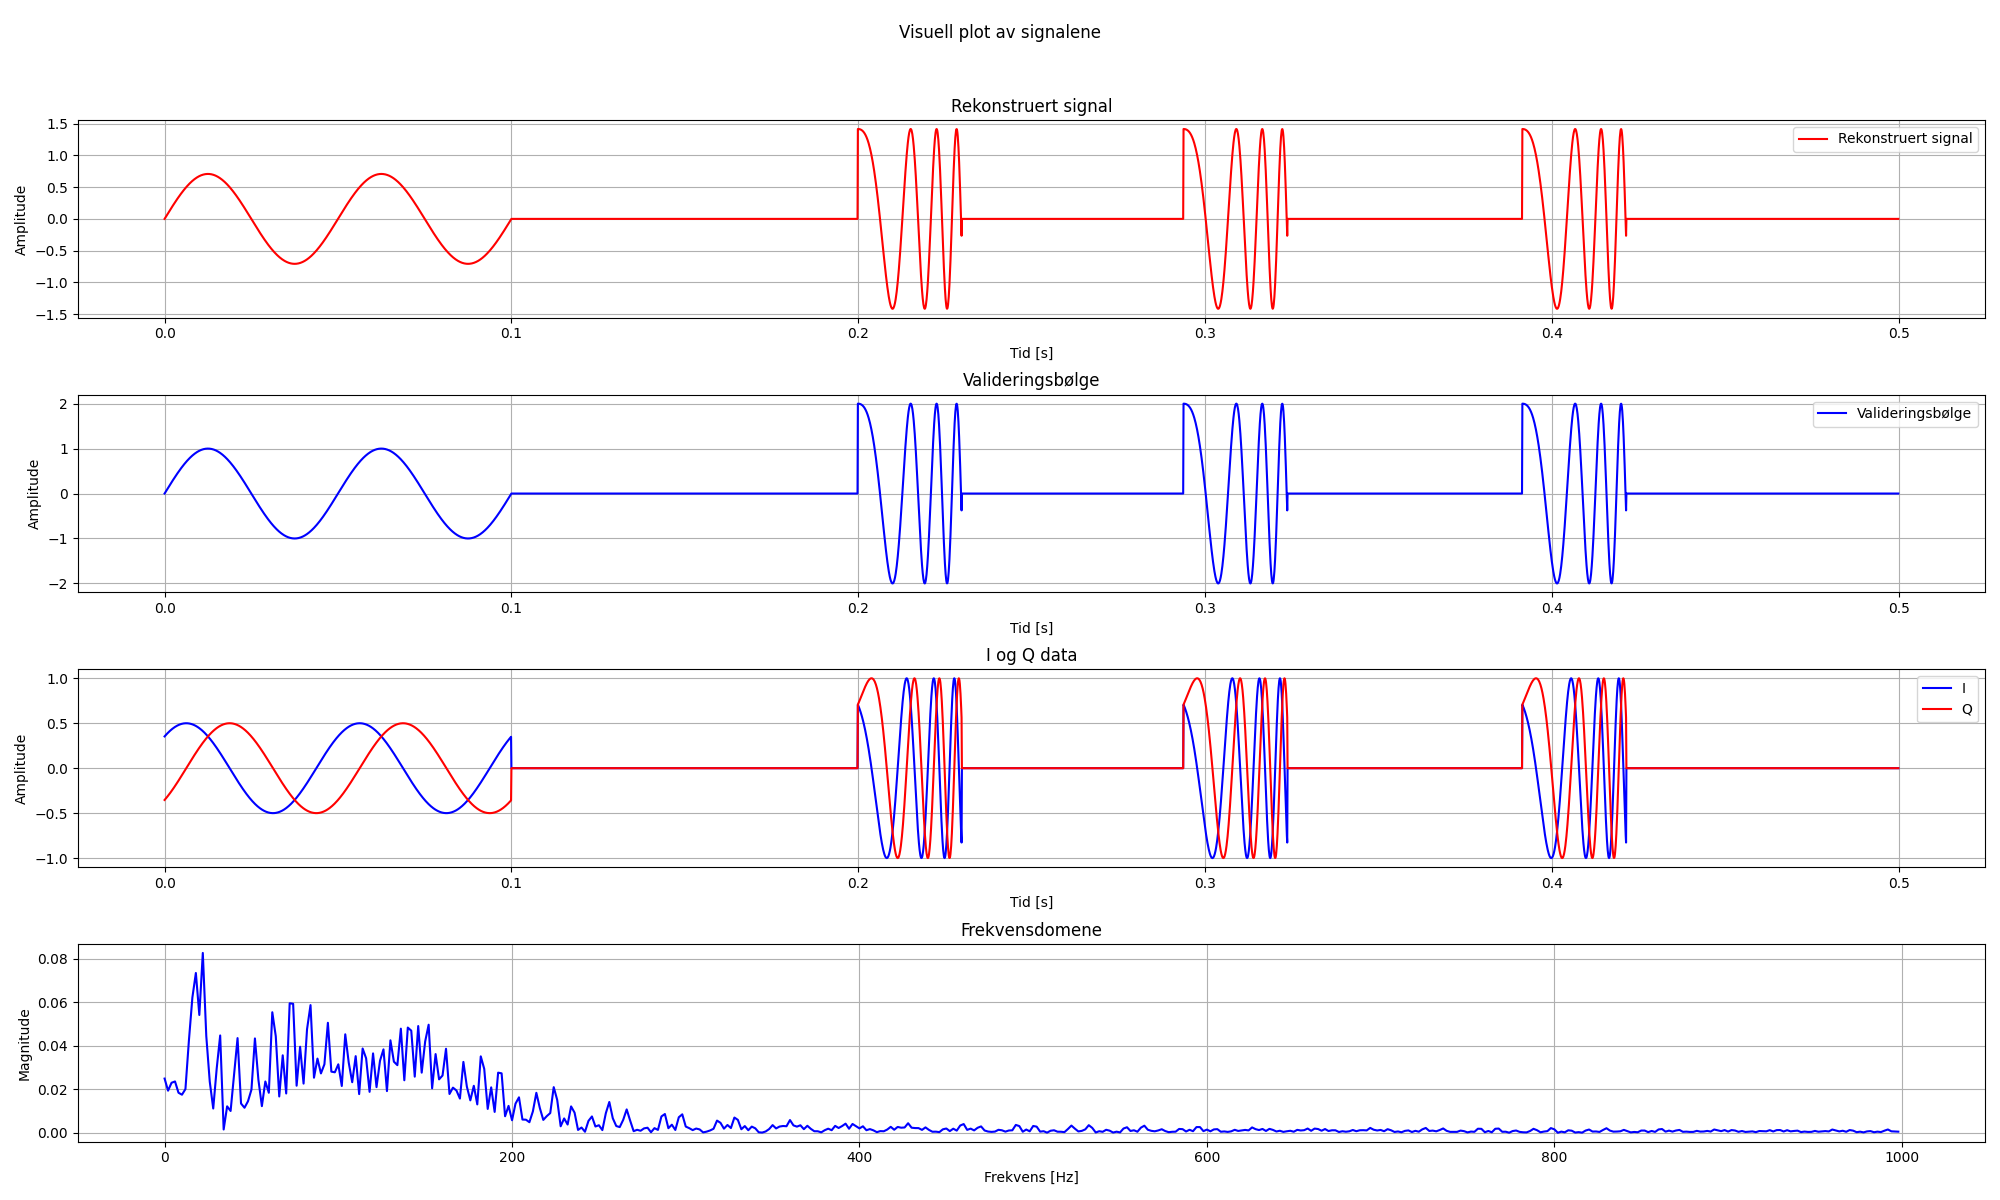 Visuell plot av signalene
Rekonstruert signal
1.5
1.0
0.5
0.0
−0.5
−1.0
−1.5
Amplitude
Rekonstruert signal
0.0 0.1 0.2 0.3 0.4 0.5
Tid [s]
Valideringsbølge
2
1
0
−1
−2
Amplitude
Valideringsbølge
0.0 0.1 0.2 0.3 0.4 0.5
Tid [s]
I og Q data
1.0
0.5
0.0
−0.5
−1.0
Amplitude
I
Q
0.0 0.1 0.2 0.3 0.4 0.5
Tid [s]
Frekvensdomene
0.08
0.06
0.04
0.02
0.00
Magnitude
0 200 400 600 800 1000
Frekvens [Hz]